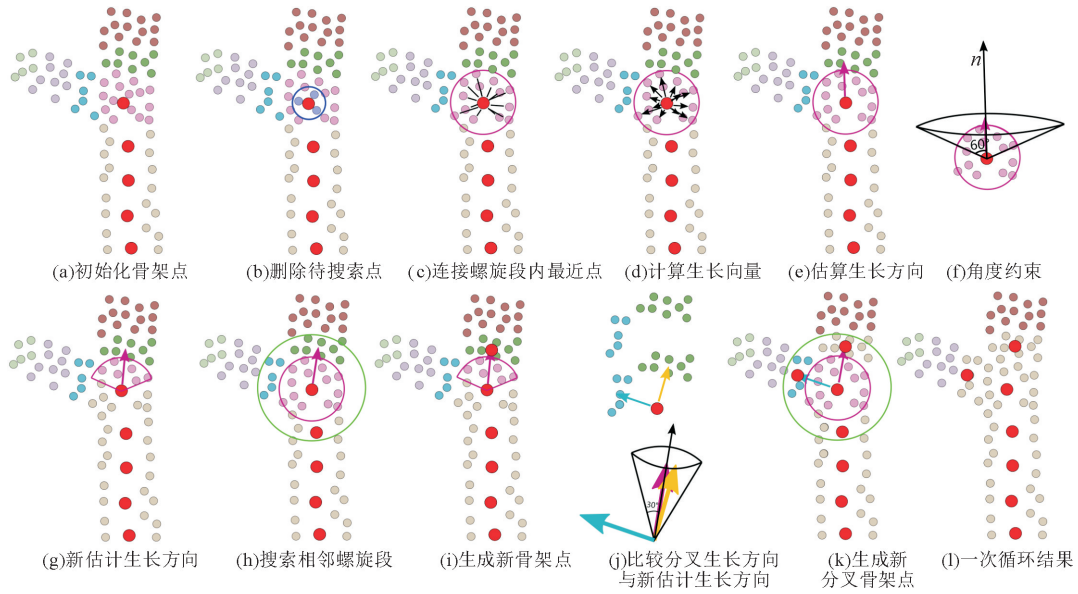 n
60°
(a)初始化骨架点
(b)删除待搜索点
(c)连接螺旋段内最近点
(d)计算生长向量
(e)估算生长方向
(f)角度约束
30°
(g)新估计生长方向
(h)搜索相邻螺旋段
(i)生成新骨架点
(j)比较分叉生长方向
与新估计生长方向
(k)生成新
分叉骨架点
(l)一次循环结果